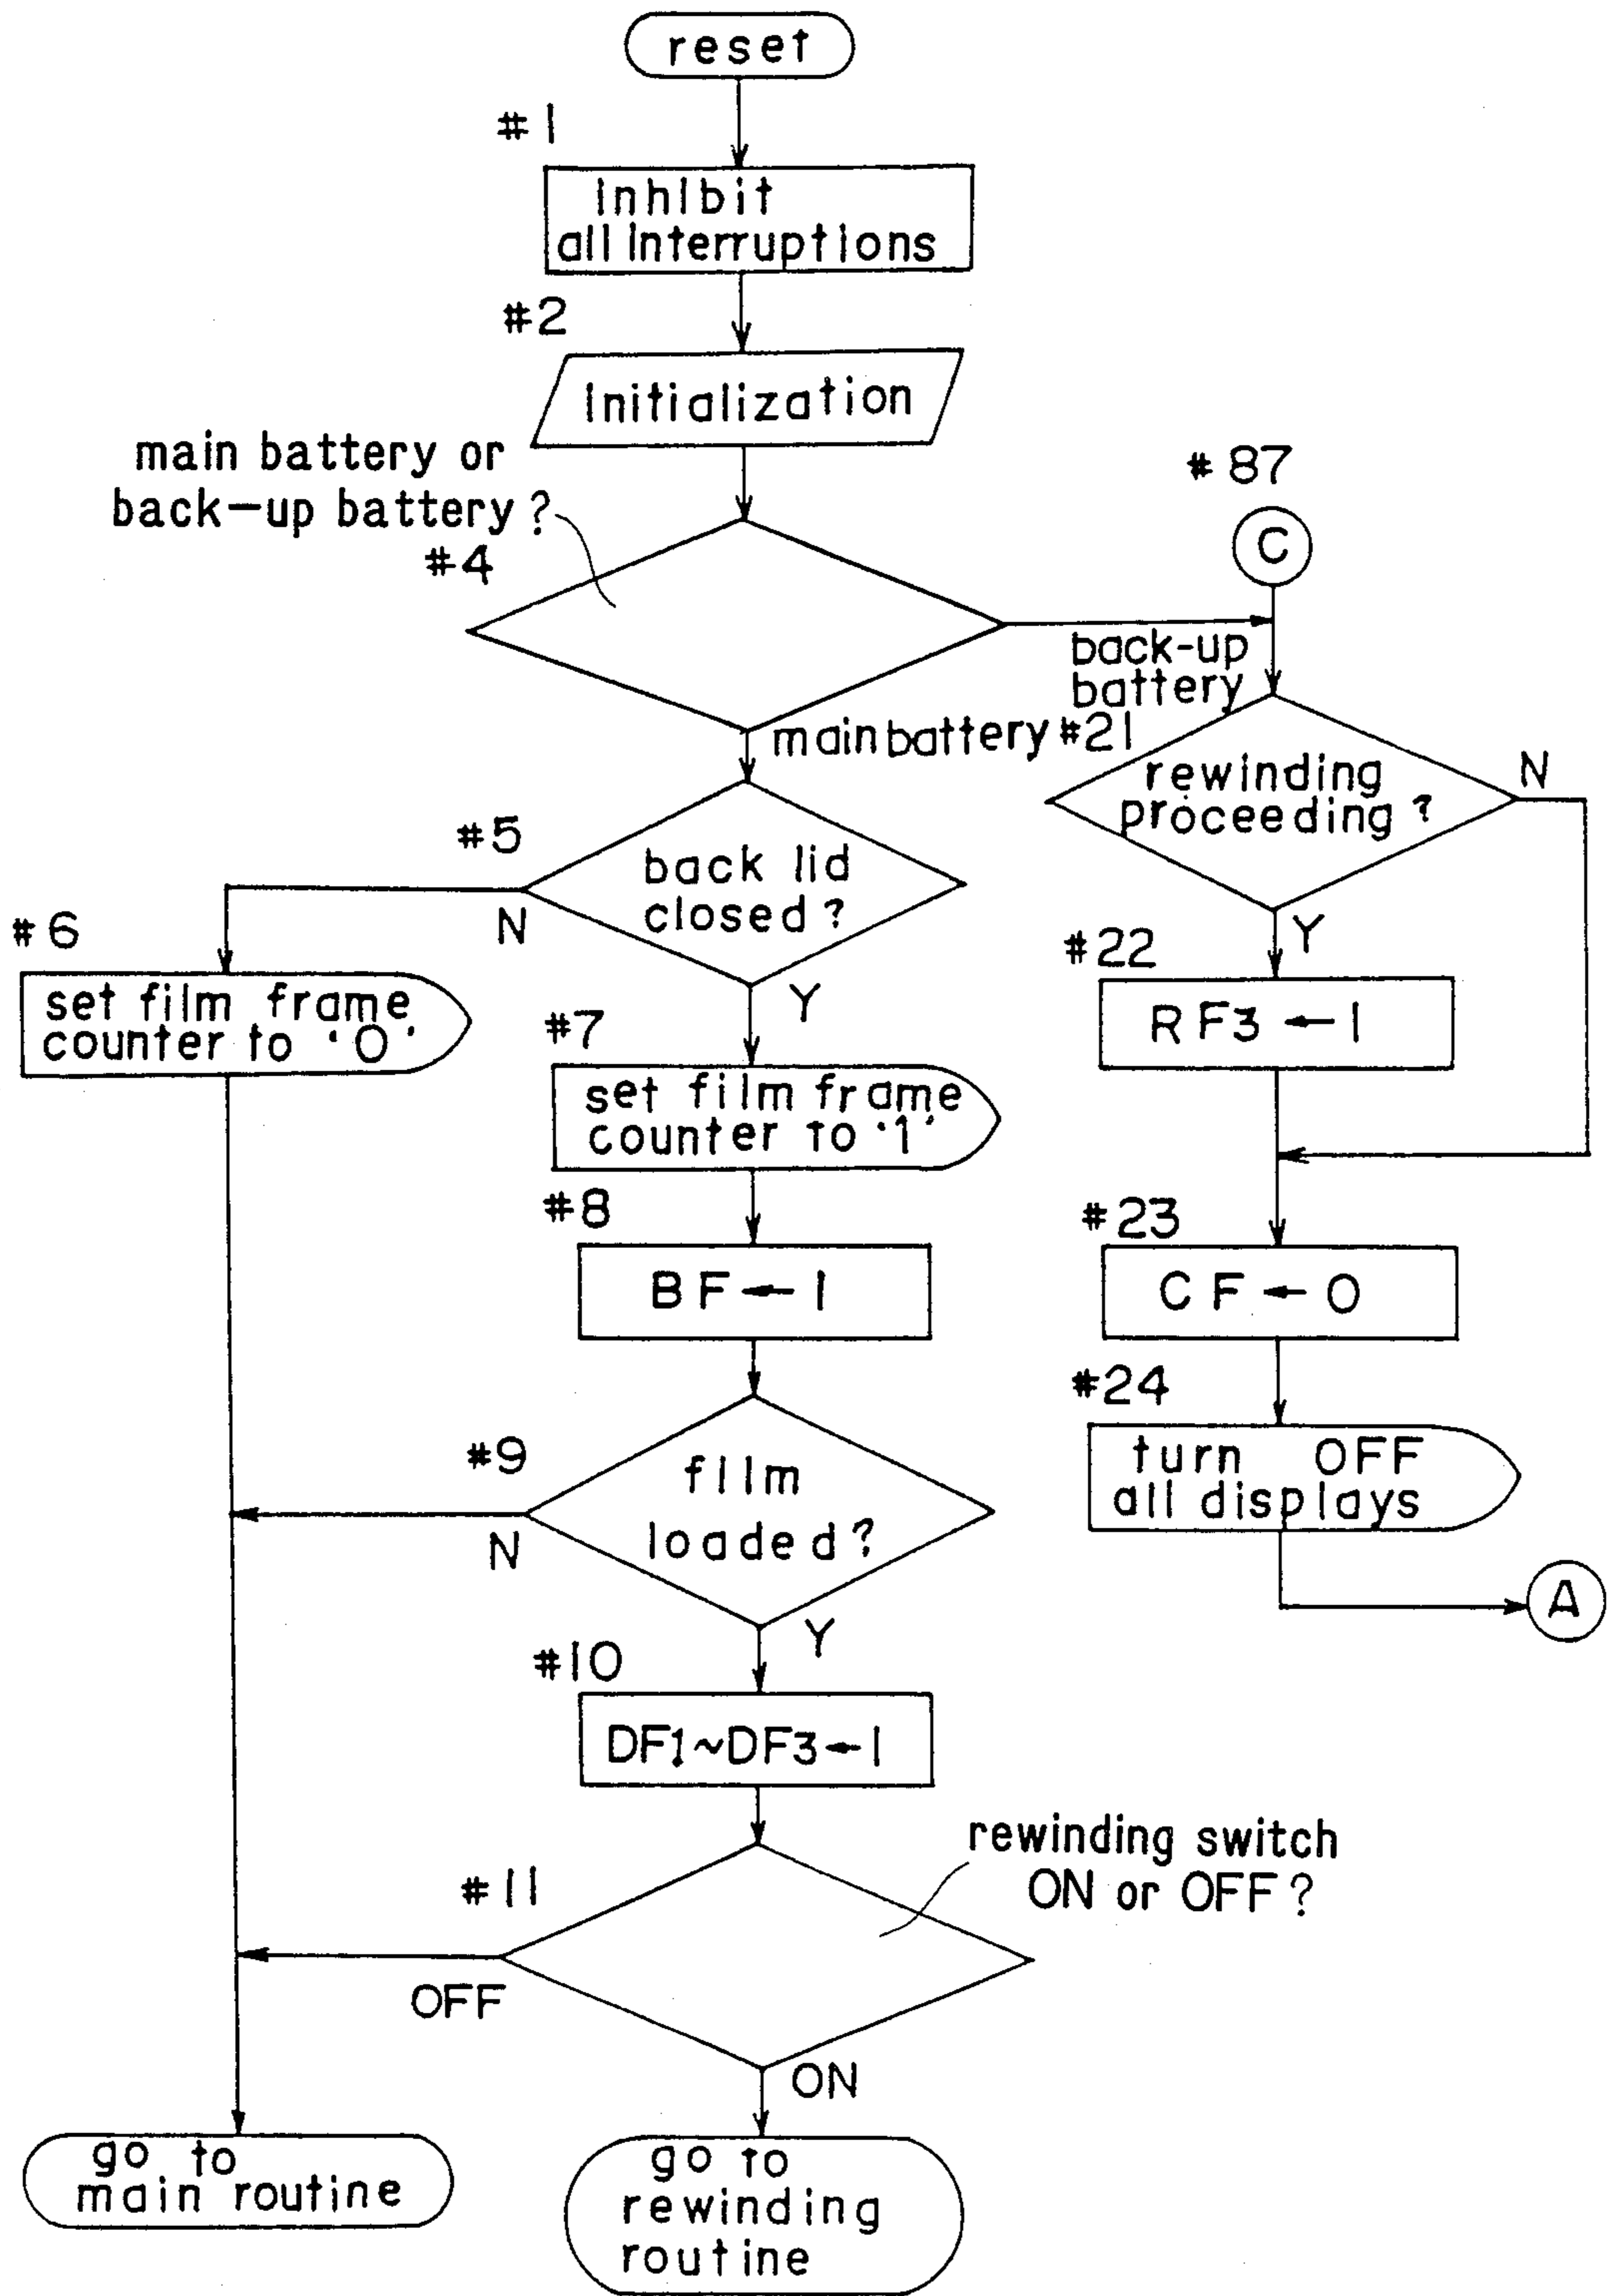 reset
#1
Inhibit
all Interruptions
#2
Initialization
main battery or
back-up battery?
#4
#87
C
back-up
battery
main battery
#21
rewinding
proceeding?
N
Y
#5
back lid
closed?
N
Y
#6
set film frame
counter to '0'
#22
RF3 ← 1
#7
set film frame
counter to '1'
#8
BF ← 1
#23
CF ← 0
#24
turn OFF
all displays
A
#9
film
loaded?
N
Y
#10
DF1~DF3 ← 1
#11
rewinding switch
ON or OFF?
OFF
ON
go to
main routine
go to
rewinding
routine